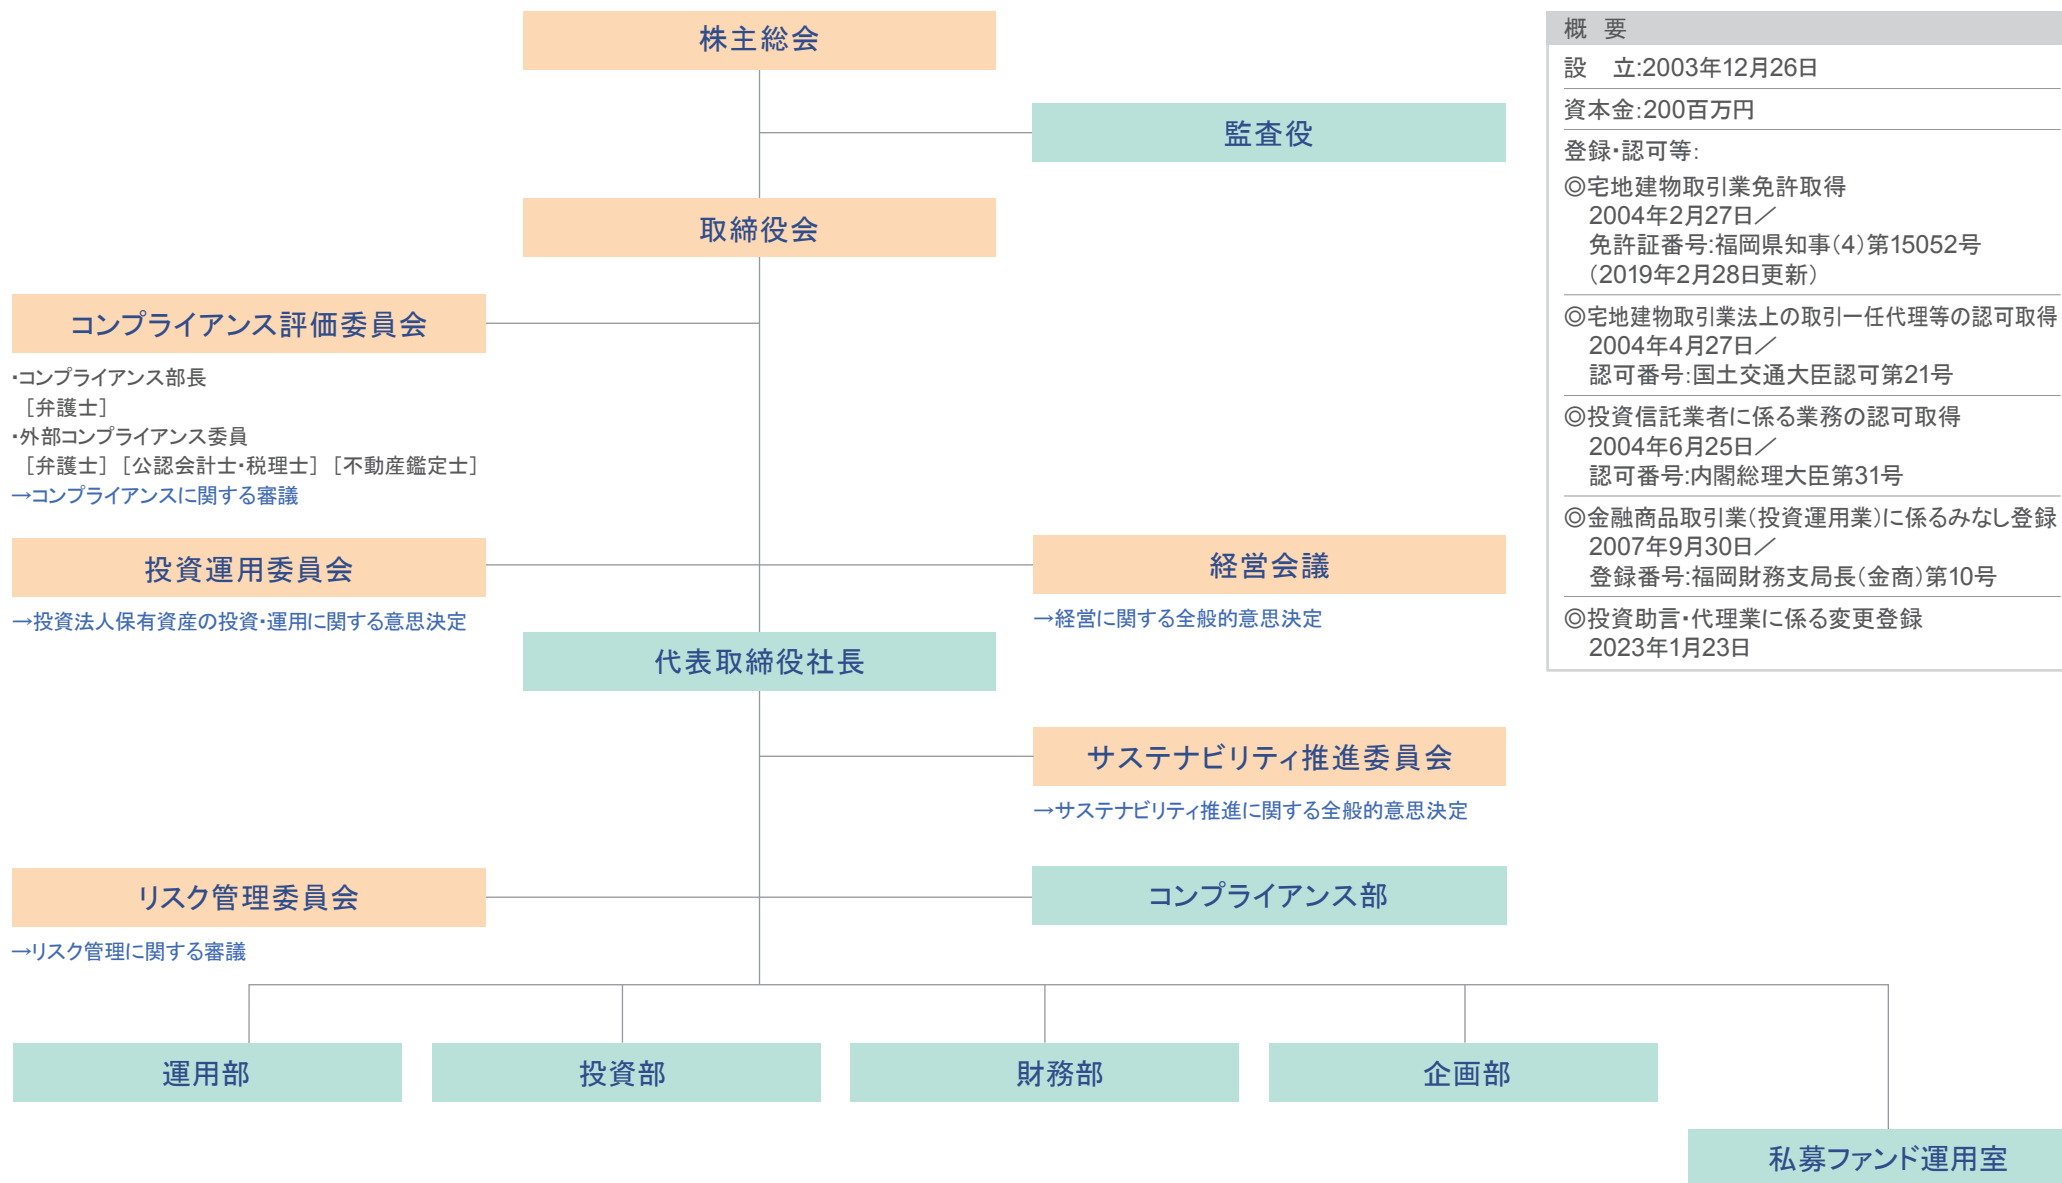 株主総会
監査役
取締役会
コンプライアンス評価委員会
・コンプライアンス部長
［弁護士］
・外部コンプライアンス委員
［弁護士］［公認会計士・税理士］［不動産鑑定士］
→コンプライアンスに関する審議
投資運用委員会
→投資法人保有資産の投資・運用に関する意思決定
経営会議
→経営に関する全般的意思決定
代表取締役社長
サステナビリティ推進委員会
→サステナビリティ推進に関する全般的意思決定
リスク管理委員会
→リスク管理に関する審議
コンプライアンス部
運用部
投資部
財務部
企画部
私募ファンド運用室
概　要
設　立:2003年12月26日
資本金:200百万円
登録・認可等:
◎宅地建物取引業免許取得
2004年2月27日／
免許証番号:福岡県知事（4）第15052号
（2019年2月28日更新）
◎宅地建物取引業法上の取引一任代理等の認可取得
2004年4月27日／
認可番号:国土交通大臣認可第21号
◎投資信託業者に係る業務の認可取得
2004年6月25日／
認可番号:内閣総理大臣第31号
◎金融商品取引業（投資運用業）に係るみなし登録
2007年9月30日／
登録番号:福岡財務支局長（金商）第10号
◎投資助言・代理業に係る変更登録
2023年1月23日